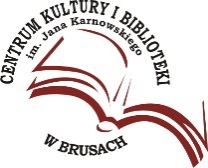 CENTRUM KULTURY I BIBLIOTEKI
im. Jana Karnowskiego
W BRUSACH